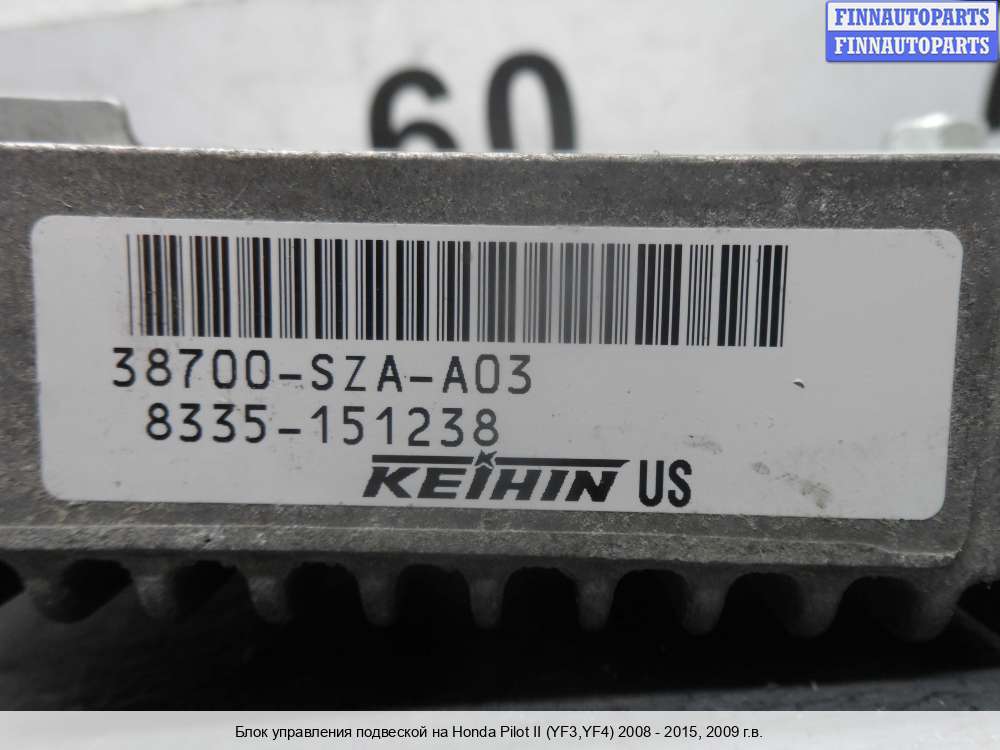 FINNAUTOPARTS
FINNAUTOPARTS
60
38700-SZA-A03
8335-151238
KEIHIN US
Блок управления подвеской на Honda Pilot II (YF3,YF4) 2008 - 2015, 2009 г.в.